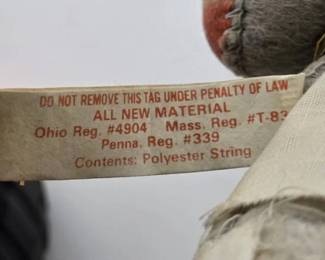 DO NOT REMOVE THIS TAG UNDER PENALTY OF LAW
ALL NEW MATERIAL
Ohio Reg. #4904 Mass. Reg. #T-83
Penna. Reg. #339
Contents: Polyester String